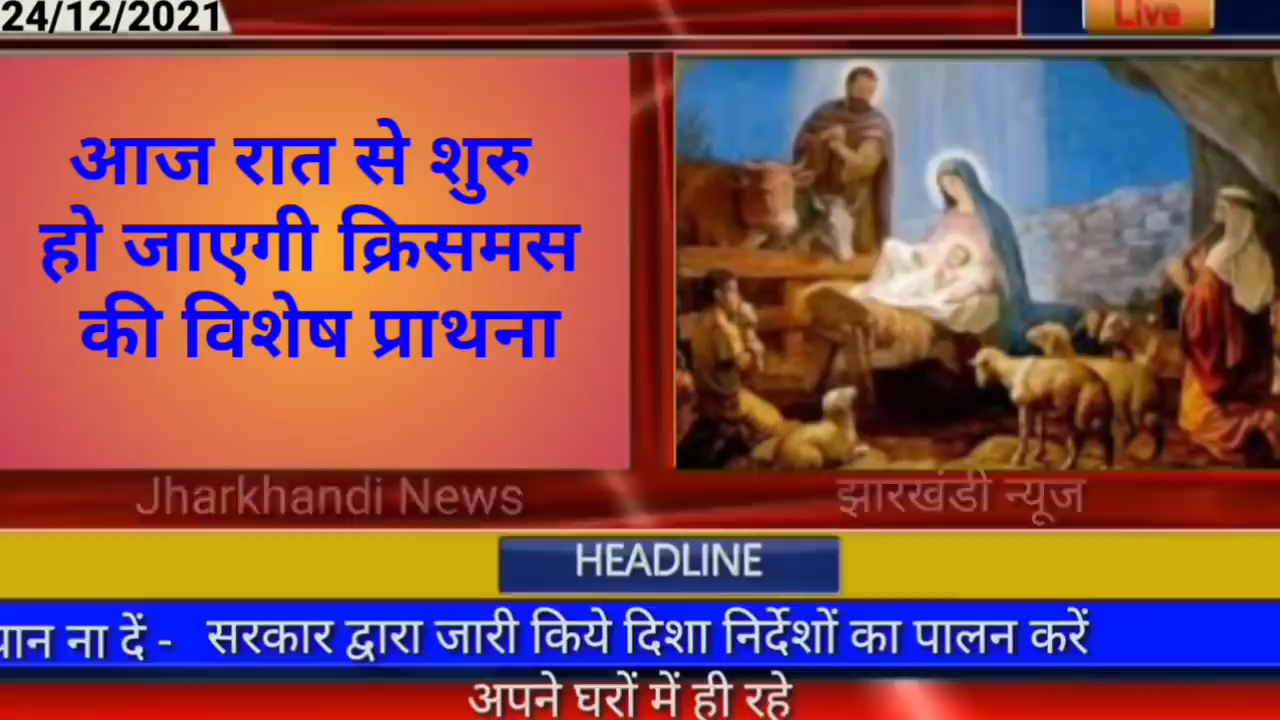 24/12/2021
Live
आज रात से शुरु
हो जाएगी क्रिसमस
की विशेष प्राथना
Jharkhandi News
झारखंडी न्यूज
HEADLINE
ना दें - सरकार द्वारा जारी किये दिशा निर्देशों का पालन करें
अपने घरों में ही रहे